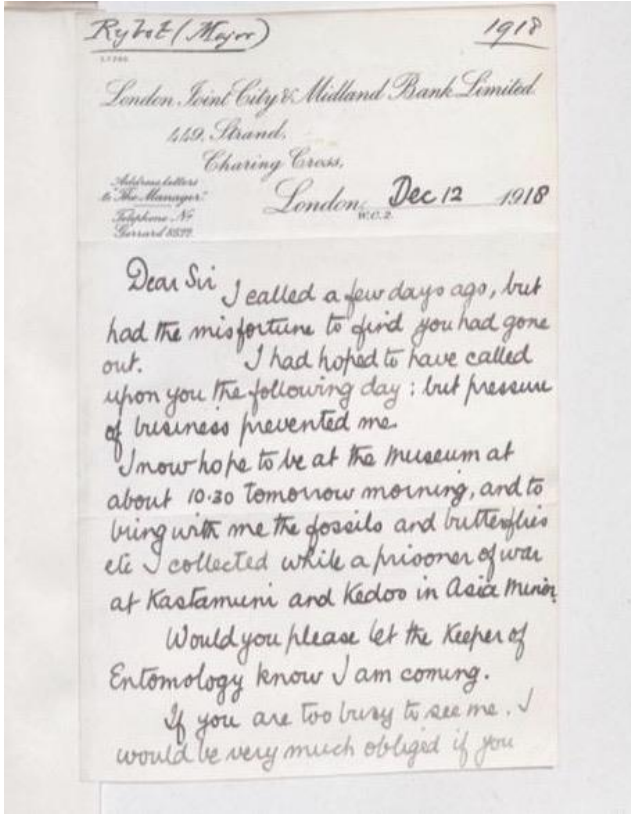 Rybot (Major)
1918
London Joint City & Midland Bank Limited.
449, Strand,
Charing Cross,
Address letters
to "The Manager."
Telephone No
Gerrard
London, Dec 12 1918
W.C.2.
Dear Sir
I called a few days ago, but
had the misfortune to find you had gone
out. I had hoped to have called
upon you the following day : but pressure
of business prevented me.
I now hope to be at the Museum at
about 10.30 tomorrow morning, and to
bring with me the fossils and butterflies
etc I collected while a prisoner of war
at Kastamuni and Kedos in Asia Minor.
Would you please let the Keeper of
Entomology know I am coming.
If you are too busy to see me. I
would be very much obliged if you